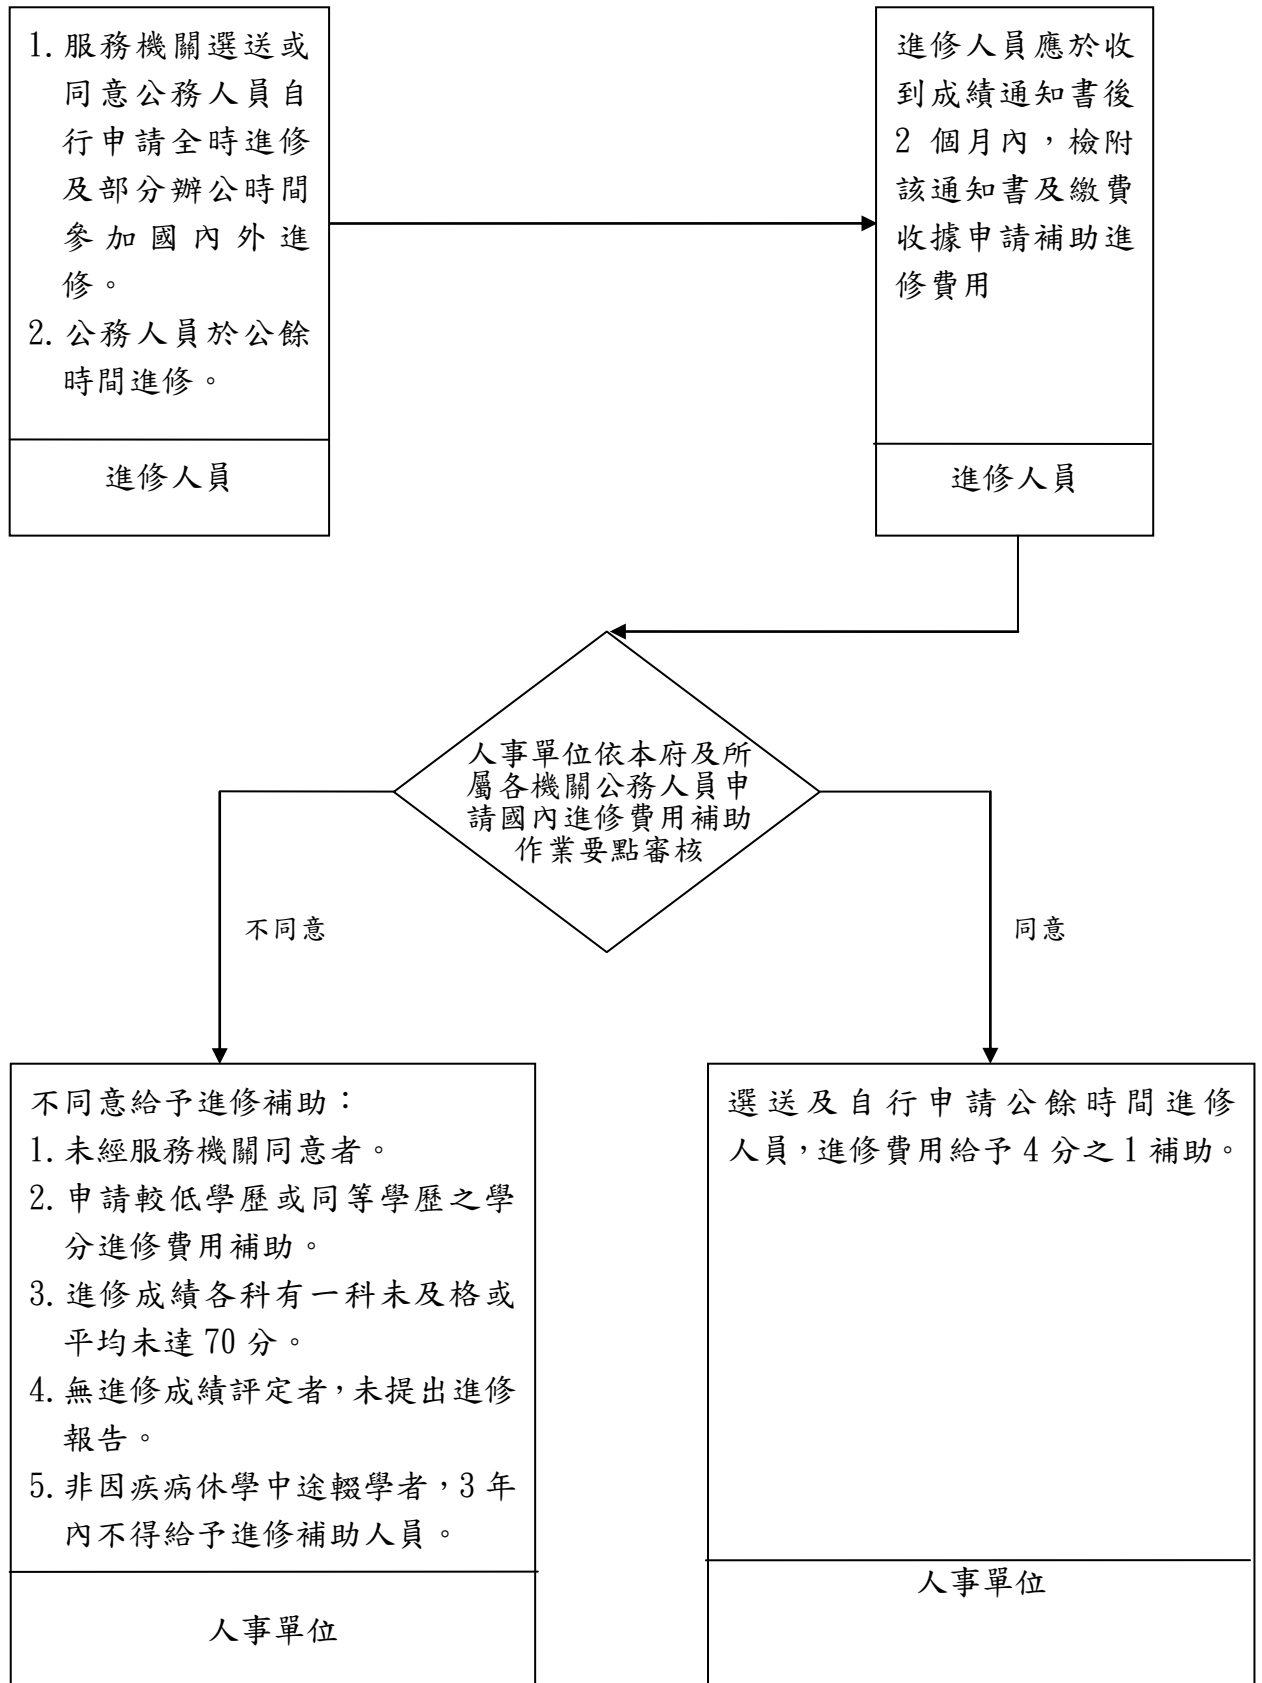 1. 服務機關選送或
同意公務人員自
行申請全時進修
及部分辦公時間
參加國內外進
修。
2. 公務人員於公餘
時間進修。
進修人員
進修人員應於收
到成績通知書後
2 個月內，檢附
該通知書及繳費
收據申請補助進
修費用
進修人員
人事單位依本府及所
屬各機關公務人員申
請國內進修費用補助
作業要點審核
不同意
同意
不同意給予進修補助：
1. 未經服務機關同意者。
2. 申請較低學歷或同等學歷之學
分進修費用補助。
3. 進修成績各科有一科未及格或
平均未達 70 分。
4. 無進修成績評定者，未提出進修
報告。
5. 非因疾病休學中途輟學者，3 年
內不得給予進修補助人員。
人事單位
選送及自行申請公餘時間進修
人員，進修費用給予 4 分之 1 補助。
人事單位